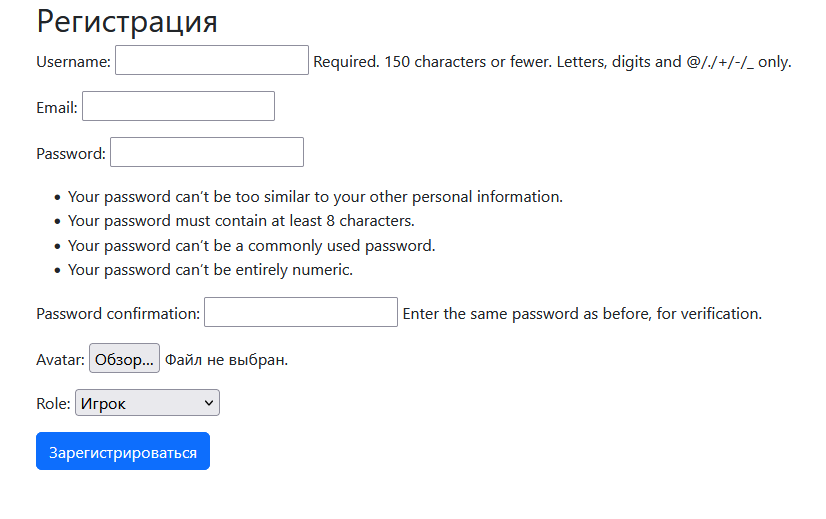 Регистрация
Username: Required. 150 characters or fewer. Letters, digits and @/./+/-/_ only.
Email:
Password:
• Your password can’t be too similar to your other personal information.
• Your password must contain at least 8 characters.
• Your password can’t be a commonly used password.
• Your password can’t be entirely numeric.
Password confirmation: Enter the same password as before, for verification.
Avatar: Обзор... Файл не выбран.
Role: Игрок
Зарегистрироваться